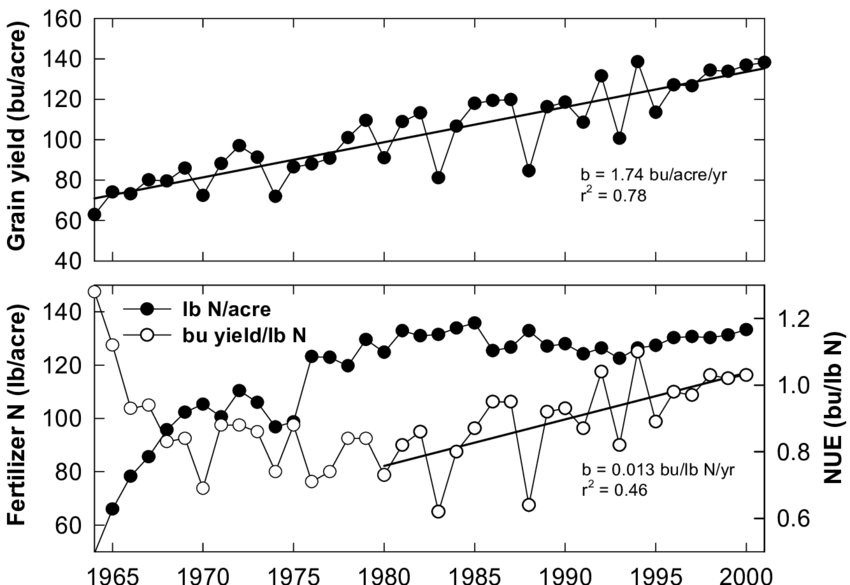 160
140
120
100
80
60
40
Grain yield (bu/acre)
b = 1.74 bu/acre/yr
r² = 0.78
lb N/acre
bu yield/lb N
140
120
100
80
60
Fertilizer N (lb/acre)
1.2
1.0
0.8
0.6
NUE (bu/lb N)
b = 0.013 bu/lb N/yr
r² = 0.46
1965 1970 1975 1980 1985 1990 1995 2000